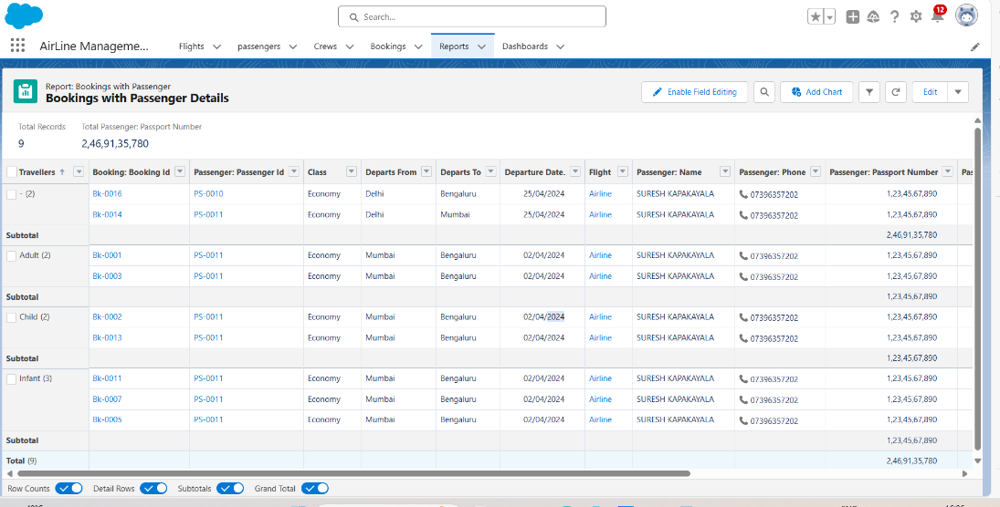 Search...
12
AirLine Manageme...
Flights passengers Crews Bookings Reports Dashboards
Report: Bookings with Passenger
Bookings with Passenger Details
Enable Field Editing Add Chart Edit
Total Records Total Passenger: Passport Number
9 2,46,91,35,780
Travellers ↑ Booking: Booking Id Passenger: Passenger Id Class Departs From Departs To Departure Date. Flight Passenger: Name Passenger: Phone Passenger: Passport Number
- (2) Bk-0016 PS-0010 Economy Delhi Bengaluru 25/04/2024 Airline SURESH KAPAKAYALA 07396357202 1,23,45,67,890
Bk-0014 PS-0011 Economy Delhi Mumbai 25/04/2024 Airline SURESH KAPAKAYALA 07396357202 1,23,45,67,890
Subtotal 2,46,91,35,780
Adult (2) Bk-0001 PS-0011 Economy Mumbai Bengaluru 02/04/2024 Airline SURESH KAPAKAYALA 07396357202 1,23,45,67,890
Bk-0003 PS-0011 Economy Mumbai Bengaluru 02/04/2024 Airline SURESH KAPAKAYALA 07396357202 1,23,45,67,890
Subtotal 1,23,45,67,890
Child (2) Bk-0002 PS-0011 Economy Mumbai Bengaluru 02/04/2024 Airline SURESH KAPAKAYALA 07396357202 1,23,45,67,890
Bk-0013 PS-0011 Economy Mumbai Bengaluru 02/04/2024 Airline SURESH KAPAKAYALA 07396357202 1,23,45,67,890
Subtotal 1,23,45,67,890
Infant (3) Bk-0011 PS-0011 Economy Mumbai Bengaluru 02/04/2024 Airline SURESH KAPAKAYALA 07396357202 1,23,45,67,890
Bk-0007 PS-0011 Economy Mumbai Bengaluru 02/04/2024 Airline SURESH KAPAKAYALA 07396357202 1,23,45,67,890
Bk-0005 PS-0011 Economy Mumbai Bengaluru 02/04/2024 Airline SURESH KAPAKAYALA 07396357202 1,23,45,67,890
Subtotal 1,23,45,67,890
Total (9) 2,46,91,35,780
Row Counts Detail Rows Subtotals Grand Total